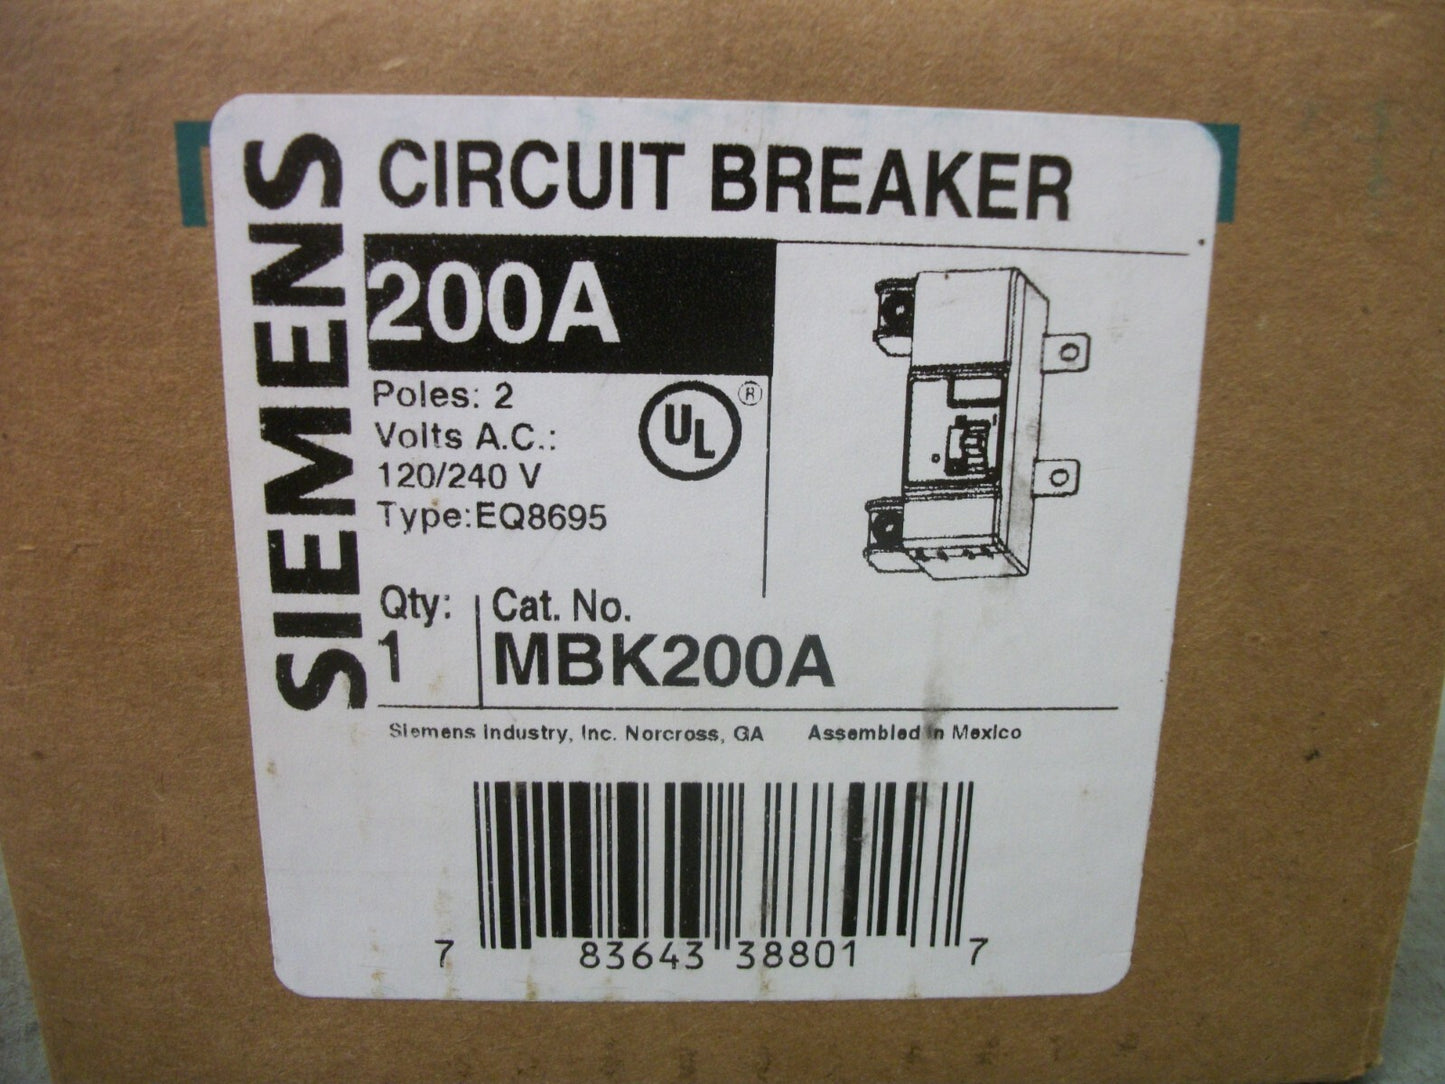 SIEMENS
CIRCUIT BREAKER
200A
Poles: 2
Volts A.C.:
120/240 V
Type:EQ8695
UL ®
Qty:
1
Cat. No.
MBK200A
Siemens Industry, Inc. Norcross, GA Assembled in Mexico
7 83643 38801 7